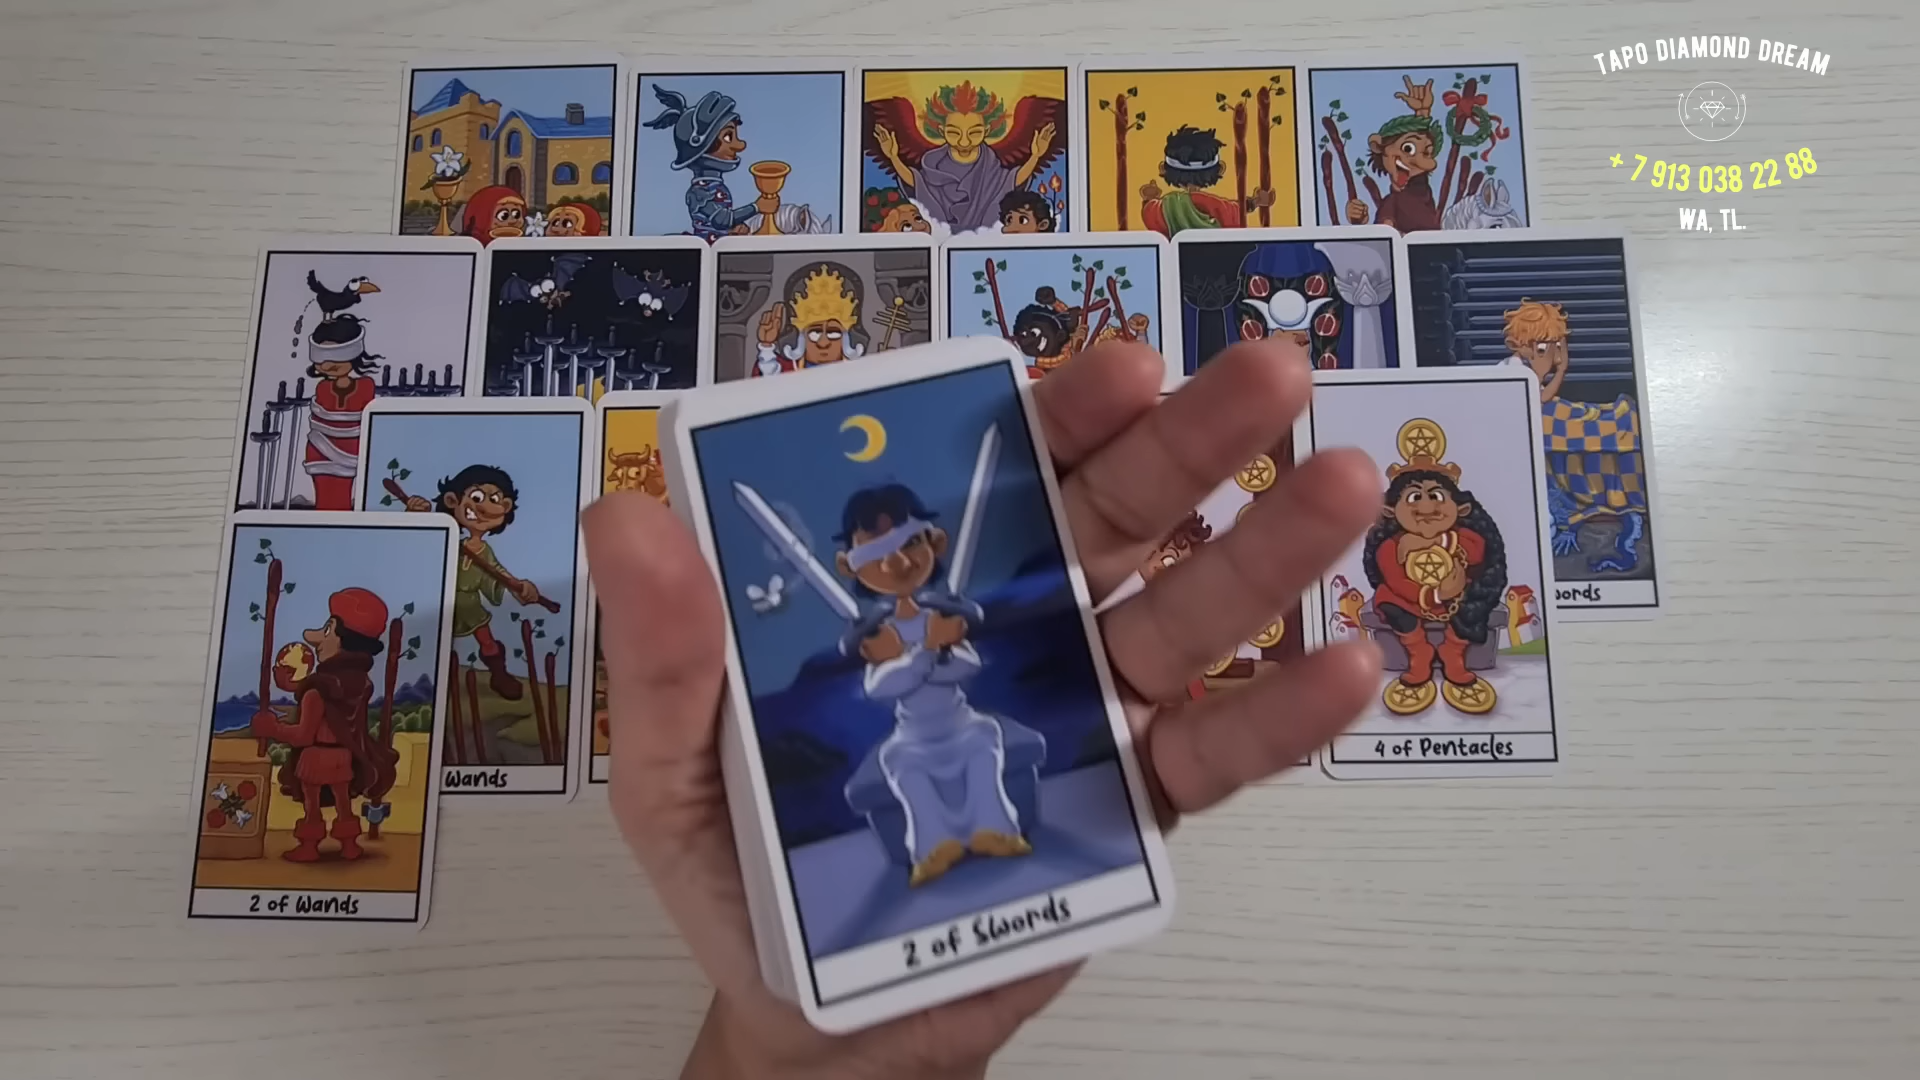 TAPO DIAMOND DREAM
+ 7 913 038 22 88
WA, TL.
words
4 of Pentacles
Wands
2 of Wands
2 of Swords